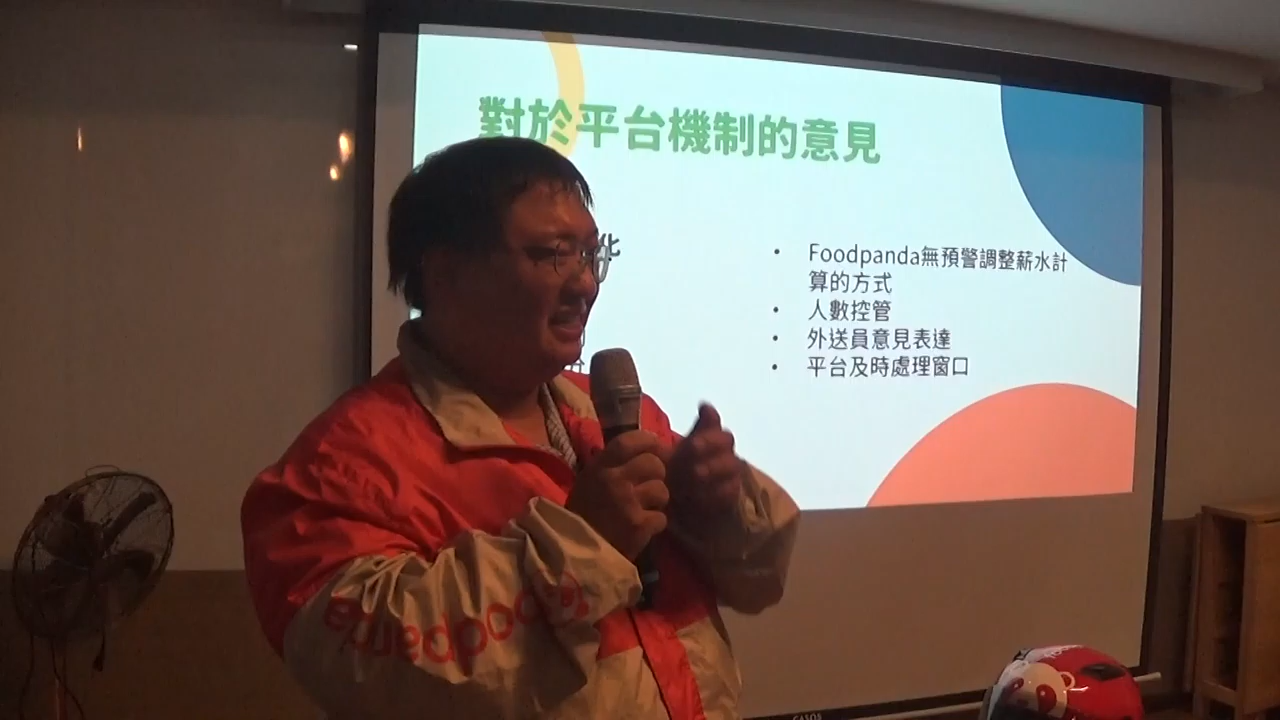 對於平台機制的意見
化
• Foodpanda無預警調整薪水計
算的方式
• 人數控管
• 外送員意見表達
• 平台及時處理窗口
foodpanda